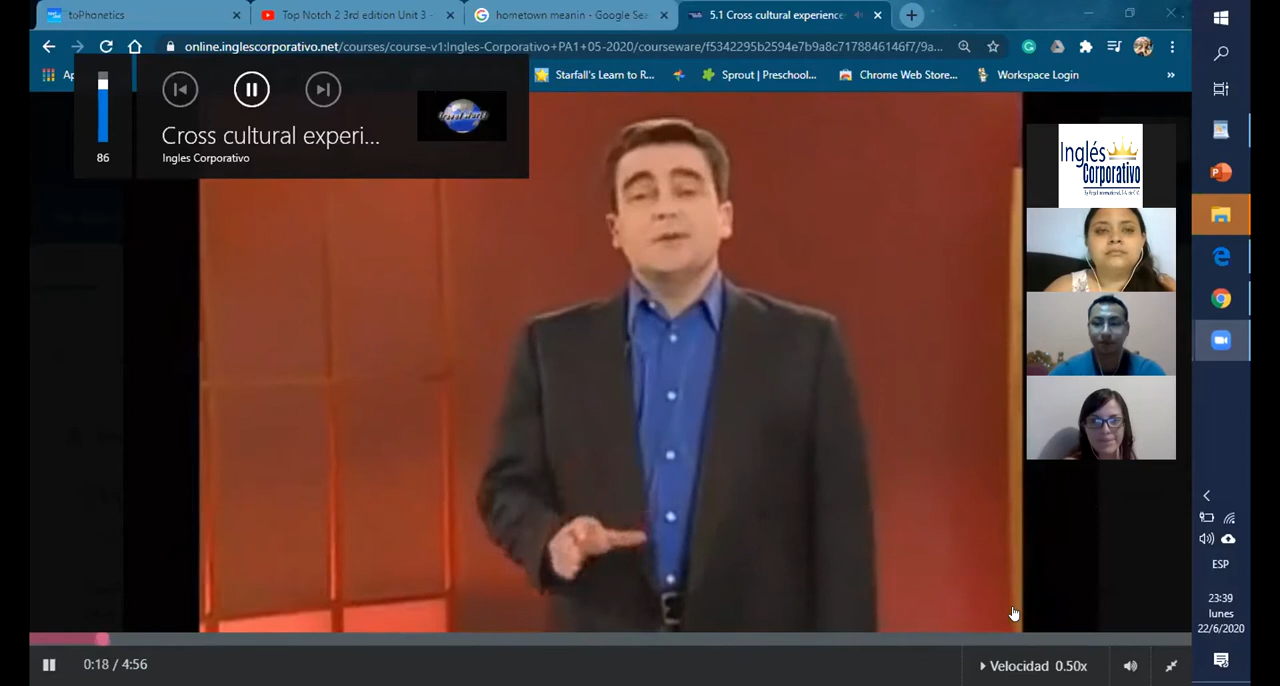 toPhonetics
Top Notch 2 3rd edition Unit 3 -
hometown meanin - Google Sea
5.1 Cross cultural experience
online.inglescorporativo.net/courses/course-v1:Ingles-Corporativo+PA1+05-2020/courseware/f5342295b2594e7b9a8c7178846146f7/9a...
Ap
Starfall's Learn to R...
Sprout | Preschool...
Chrome Web Store...
Workspace Login
»
86
Cross cultural experi...
Ingles Corporativo
Inglés
Corporativo
0:18 / 4:56
Velocidad 0.50x
ESP
23:39
lunes
22/6/2020